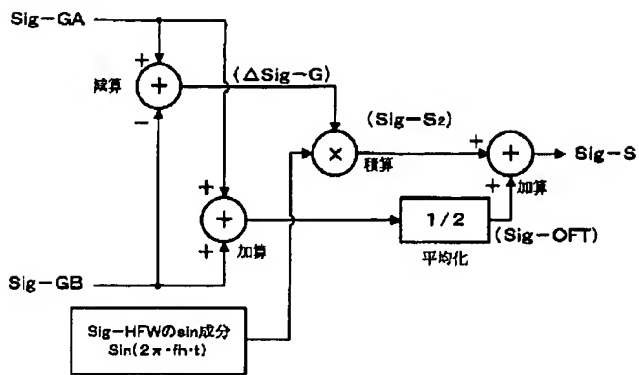 Sig−GA
+
減算
+
−
(△Sig−G)
(Sig−S2)
×
積算
+
+
+
加算
Sig−S
+
+
+
加算
1/2
(Sig−OFT)
平均化
Sig−GB
Sig−HFWのsin成分
Sin(2π・fh・t)